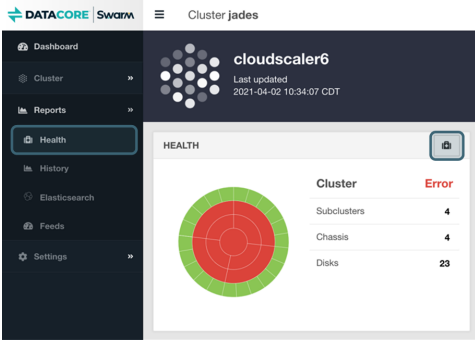 DATACORE Swarm
Cluster jades
Dashboard
Cluster »
Reports »
Health
History
Elasticsearch
Feeds
Settings »
cloudscaler6
Last updated
2021-04-02 10:34:07 CDT
HEALTH
Cluster Error
Subclusters 4
Chassis 4
Disks 23